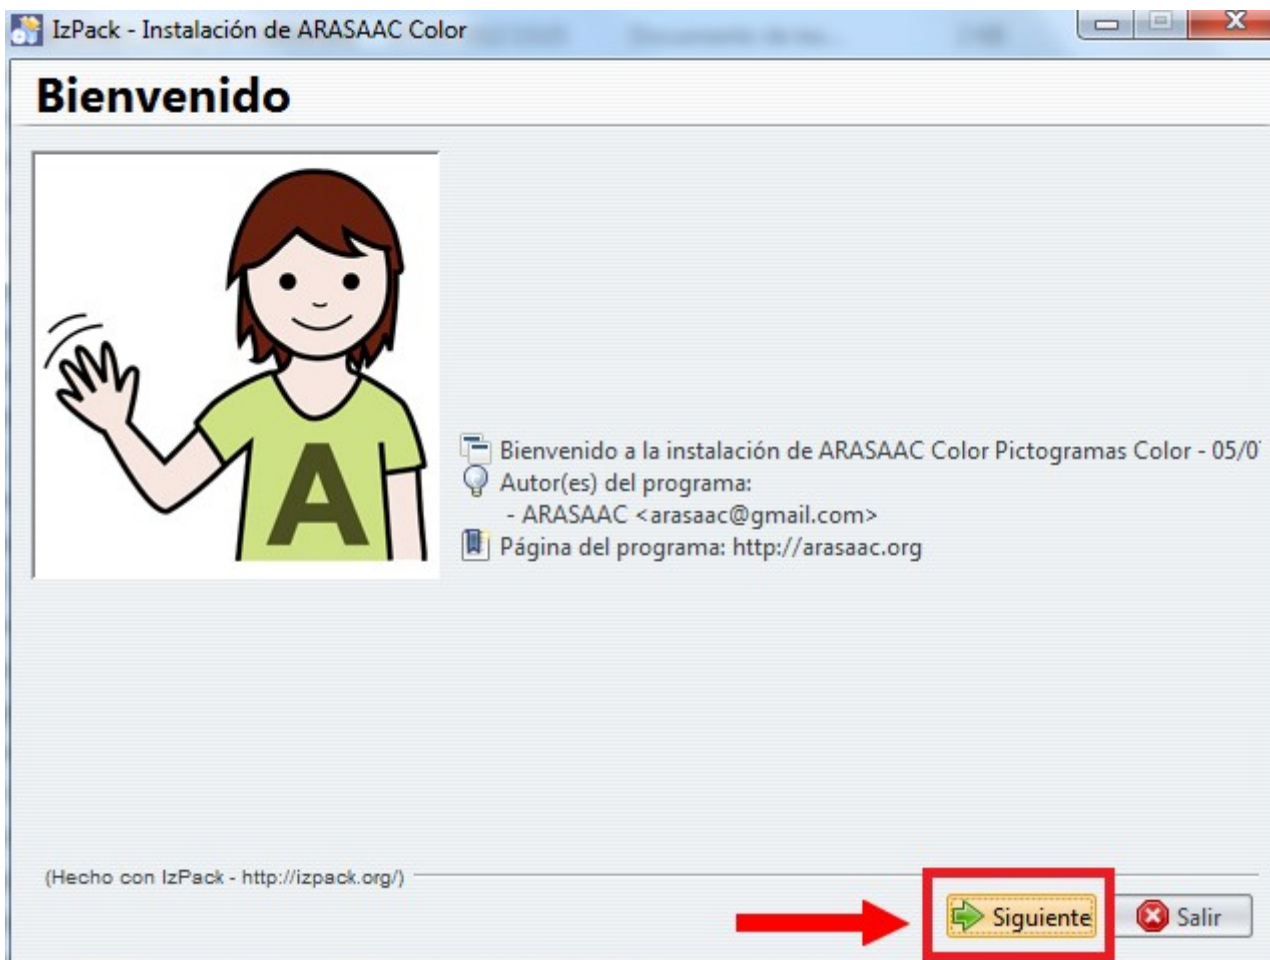 IzPack - Instalación de ARASAAC Color
Bienvenido
A
Bienvenido a la instalación de ARASAAC Color Pictogramas Color - 05/0
Autor(es) del programa:
- ARASAAC <arasaac@gmail.com>
Página del programa: http://arasaac.org
(Hecho con IzPack - http://izpack.org/)
Siguiente
Salir